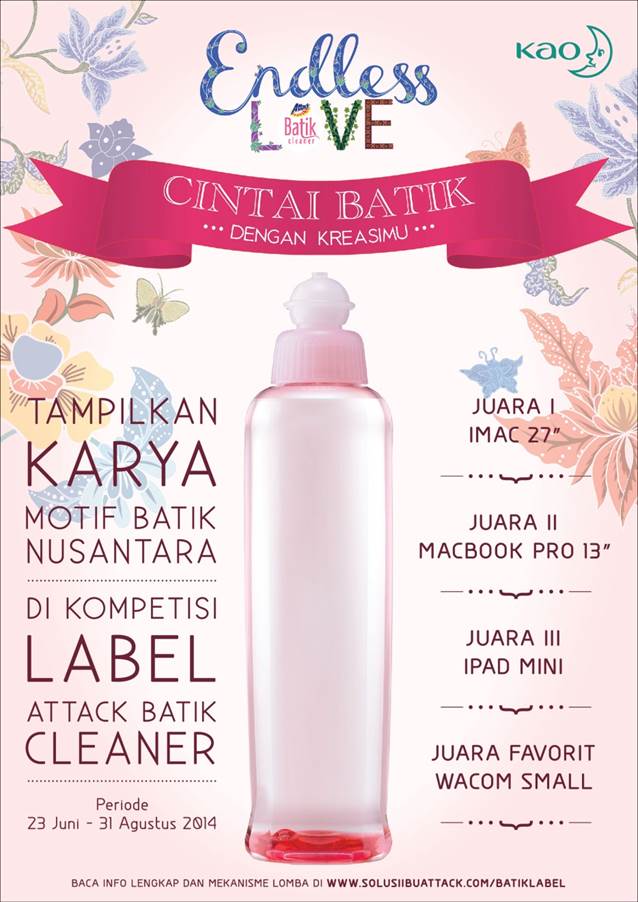 Endless
LOVE
Attack
Batik
cleaner
Kao
CINTAI BATIK
••• DENGAN KREASIMU •••
TAMPILKAN
KARYA
MOTIF BATIK
NUSANTARA
DI KOMPETISI
LABEL
ATTACK BATIK
CLEANER
Periode
23 Juni - 31 Agustus 2014
JUARA I
IMAC 27"
JUARA II
MACBOOK PRO 13"
JUARA III
IPAD MINI
JUARA FAVORIT
WACOM SMALL
BACA INFO LENGKAP DAN MEKANISME LOMBA DI WWW.SOLUSIIBUATTACK.COM/BATIKLABEL